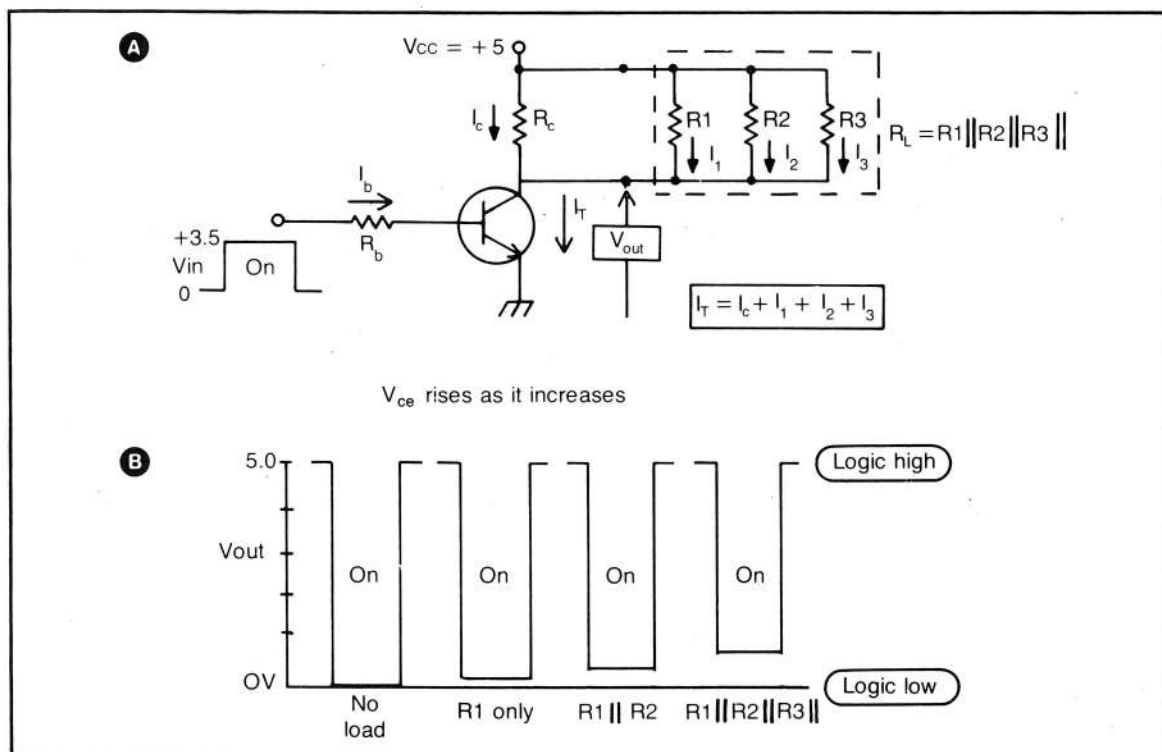 A
Vcc = + 5
Ic
Rc
R1
R2
R3
I1
I2
I3
RL = R1||R2||R3||
Ib
Rb
IT
Vout
+3.5
Vin
0
On
IT = Ic + I1 + I2 + I3
Vce rises as it increases
B
5.0
Vout
OV
On
On
On
On
Logic high
Logic low
No
load
R1 only
R1|| R2
R1||R2||R3||